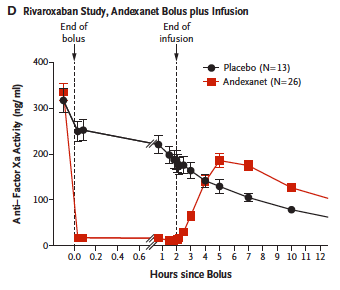 D Rivaroxaban Study, Andexanet Bolus plus Infusion
End of
bolus
End of
infusion
Placebo (N=13)
Andexanet (N=26)
Anti–Factor Xa Activity (ng/ml)
400
300
200
100
0
0.0 0.2 0.4 0.6 1 2 3 4 5 6 7 8 9 10 11 12
Hours since Bolus